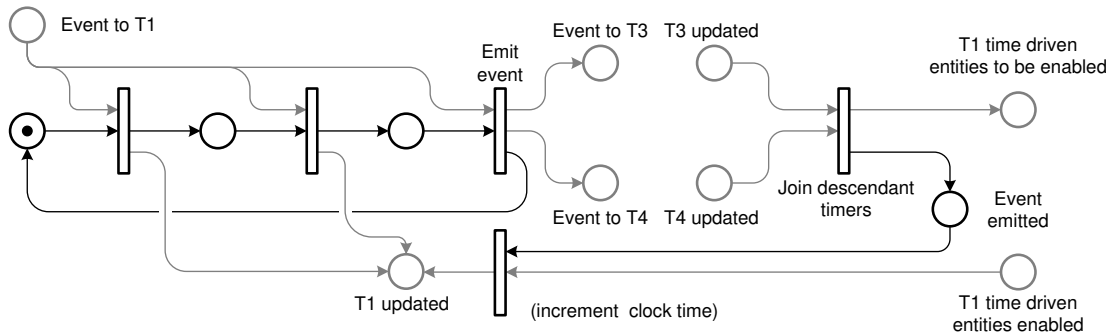 Event to T1
Emit
event
Event to T3
T3 updated
T1 time driven
entities to be enabled
Event to T4
T4 updated
Join descendant
timers
Event
emitted
T1 updated
(increment clock time)
T1 time driven
entities enabled